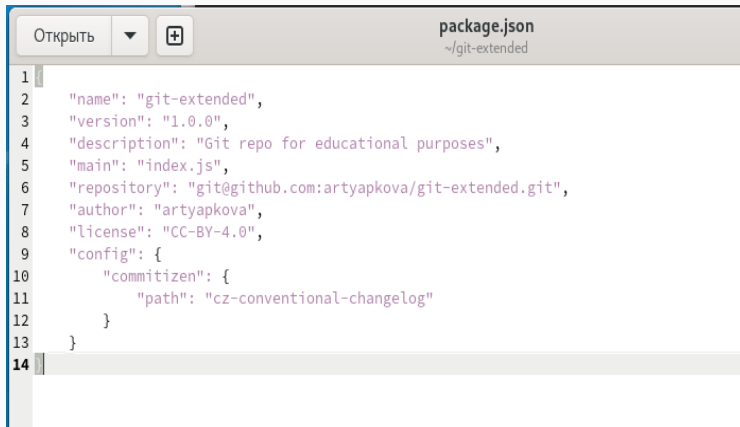 Открыть
package.json
~/git-extended
1 {
2     "name": "git-extended",
3     "version": "1.0.0",
4     "description": "Git repo for educational purposes",
5     "main": "index.js",
6     "repository": "git@github.com:artyapkova/git-extended.git",
7     "author": "artyapkova",
8     "license": "CC-BY-4.0",
9     "config": {
10         "commitizen": {
11             "path": "cz-conventional-changelog"
12         }
13     }
14 }